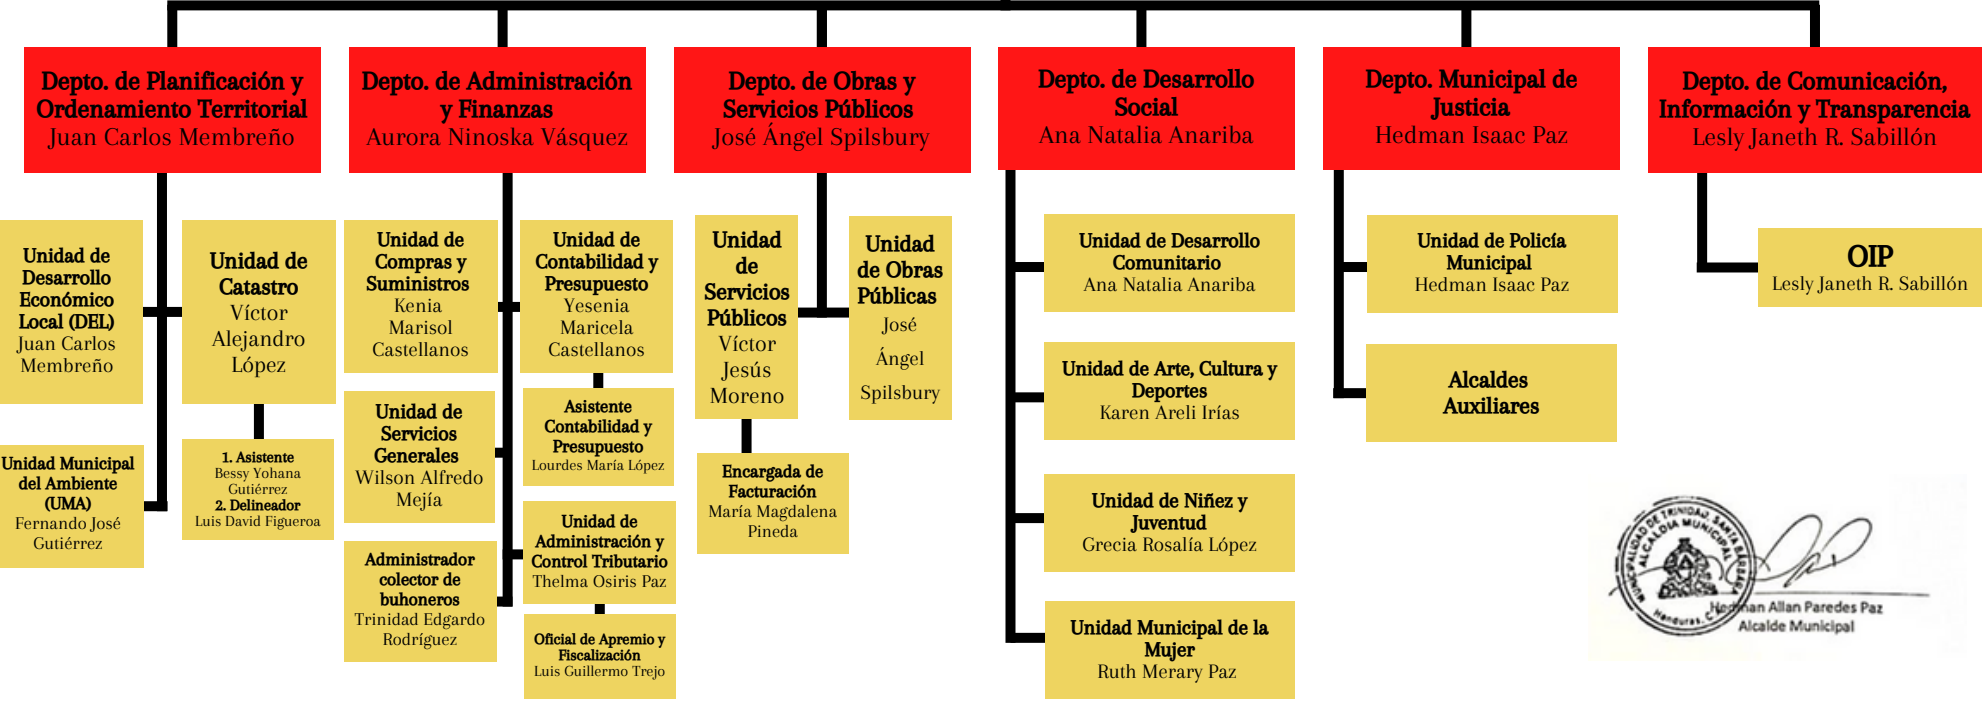 Depto. de Planificación y
Ordenamiento Territorial
Juan Carlos Membreño
Depto. de Administración
y Finanzas
Aurora Ninoska Vásquez
Depto. de Obras y
Servicios Públicos
José Ángel Spilsbury
Depto. de Desarrollo
Social
Ana Natalia Anariba
Depto. Municipal de
Justicia
Hedman Isaac Paz
Depto. de Comunicación,
Información y Transparencia
Lesly Janeth R. Sabillón
Unidad de
Desarrollo
Económico
Local (DEL)
Juan Carlos
Membreño
Unidad de
Catastro
Víctor
Alejandro
López
Unidad Municipal
del Ambiente
(UMA)
Fernando José
Gutiérrez
1. Asistente
Bessy Yohana
Gutiérrez
2. Delineador
Luis David Figueroa
Unidad de
Compras y
Suministros
Kenia
Marisol
Castellanos
Unidad de
Contabilidad y
Presupuesto
Yesenia
Maricela
Castellanos
Unidad de
Servicios
Generales
Wilson Alfredo
Mejía
Asistente
Contabilidad y
Presupuesto
Lourdes María López
Administrador
colector de
buhoneros
Trinidad Edgardo
Rodríguez
Unidad de
Administración y
Control Tributario
Thelma Osiris Paz
Oficial de Apremio y
Fiscalización
Luis Guillermo Trejo
Unidad
de
Servicios
Públicos
Víctor
Jesús
Moreno
Unidad
de Obras
Públicas
José
Ángel
Spilsbury
Encargada de
Facturación
María Magdalena
Pineda
Unidad de Desarrollo
Comunitario
Ana Natalia Anariba
Unidad de Arte, Cultura y
Deportes
Karen Areli Irías
Unidad de Niñez y
Juventud
Grecia Rosalía López
Unidad Municipal de la
Mujer
Ruth Merary Paz
Unidad de Policía
Municipal
Hedman Isaac Paz
Alcaldes
Auxiliares
OIP
Lesly Janeth R. Sabillón
MUNICIPALIDAD DE TRINIDAD SANTA BARBARA
ALCALDIA MUNICIPAL
Honduras, C.
Hedman Allan Paredes Paz
Alcalde Municipal